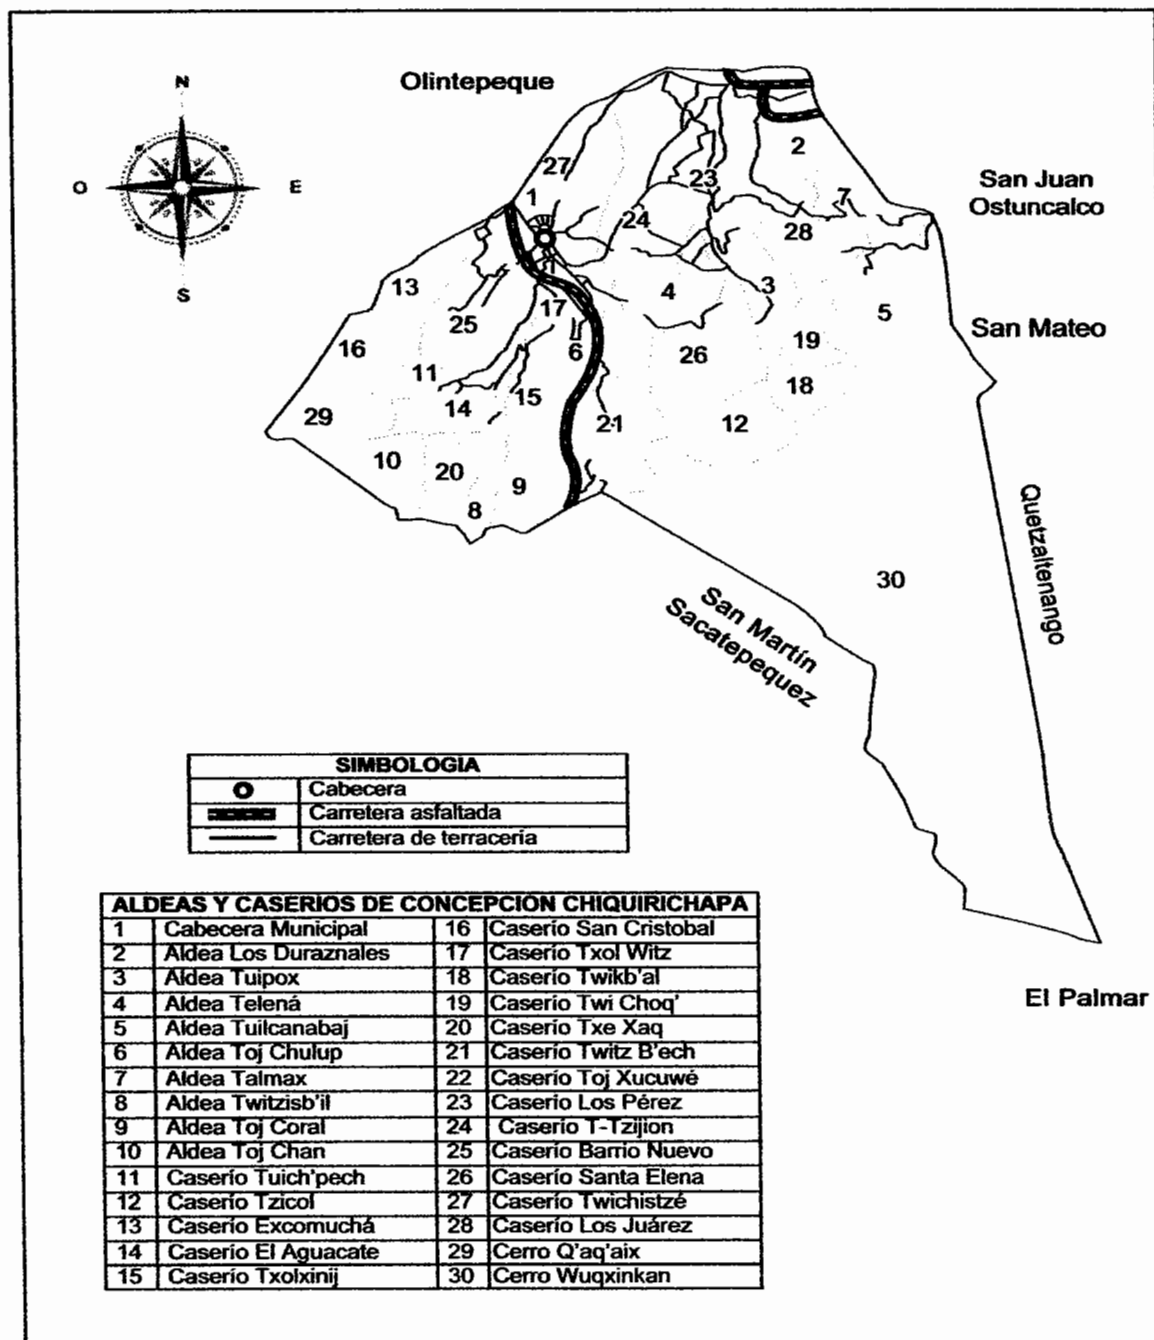 N
Olintepeque
2
27
O
E
23
San Juan
Ostuncalco
1
7
24
28
S
13
4
3
17
5
25
San Mateo
16
6
26
19
11
18
15
14
29
21
12
10
20
9
8
Quetzaltenango
30
San Martín
Sacatepequez
SIMBOLOGIA
Cabecera
Carretera asfaltada
Carretera de terracería
ALDEAS Y CASERIOS DE CONCEPCION CHIQUIRICHAPA
1 Cabecera Municipal 16 Caserío San Cristobal
2 Aldea Los Duraznales 17 Caserío Txol Witz
3 Aldea Tuipox 18 Caserío Twikb'al
4 Aldea Telená 19 Caserío Twi Choq'
5 Aldea Tuilcanabaj 20 Caserío Txe Xaq
6 Aldea Toj Chulup 21 Caserío Twitz B'ech
7 Aldea Talmax 22 Caserío Toj Xucuwé
8 Aldea Twitzisb'il 23 Caserío Los Pérez
9 Aldea Toj Coral 24 Caserío T-Tzijion
10 Aldea Toj Chan 25 Caserío Barrio Nuevo
11 Caserío Tuich'pech 26 Caserío Santa Elena
12 Caserío Tzicol 27 Caserío Twichistzé
13 Caserío Excomuchá 28 Caserío Los Juárez
14 Caserío El Aguacate 29 Cerro Q'aq'aix
15 Caserío Txolxinij 30 Cerro Wuqxinkan
El Palmar